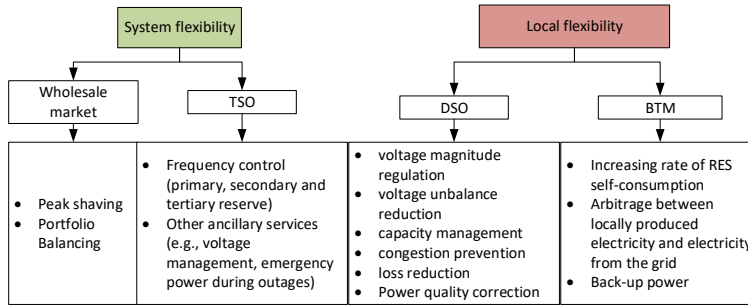 System flexibility
Local flexibility
Wholesale
market
TSO
DSO
BTM
• Peak shaving
• Portfolio
Balancing
• Frequency control
(primary, secondary and
tertiary reserve)
• Other ancillary services
(e.g., voltage
management, emergency
power during outages)
• voltage magnitude
regulation
• voltage unbalance
reduction
• capacity management
• congestion prevention
• loss reduction
• Power quality correction
• Increasing rate of RES
self-consumption
• Arbitrage between
locally produced
electricity and electricity
from the grid
• Back-up power